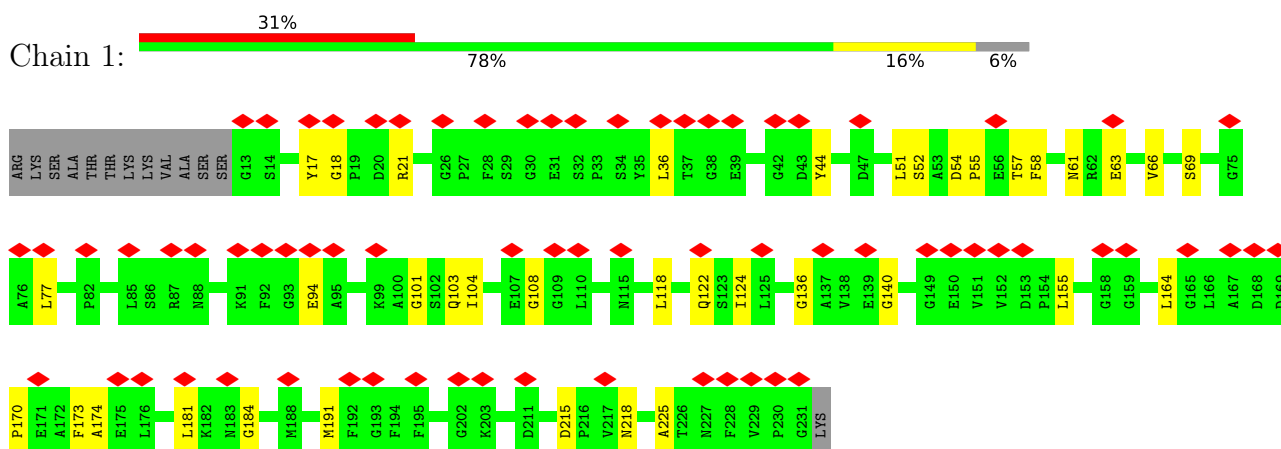 31%
Chain 1:
78% 16% 6%
ARG LYS SER ALA THR THR LYS LYS VAL ALA SER SER G13 S14 Y17 G18 P19 D20 R21 G26 P27 F28 S29 G30 E31 S32 P33 S34 Y35 L36 T37 G38 E39 G42 D43 Y44 D47 L51 S52 A53 D54 P55 E56 T57 F58 N61 R62 E63 V66 S69 G75
A76 L77 P82 L85 S86 R87 N88 K91 F92 G93 E94 A95 K99 A100 G101 S102 Q103 I104 E107 G108 G109 L110 N115 L118 Q122 S123 I124 L125 G136 A137 V138 E139 G140 G149 E150 V151 V152 D153 P154 L155 G158 G159 L164 G165 L166 A167 D168
P170 E171 A172 F173 A174 E175 L176 L181 K182 N183 G184 M188 M191 F192 G193 F194 F195 G202 K203 D211 D215 P216 V217 N218 A225 T226 N227 F228 V229 P230 G231 LYS